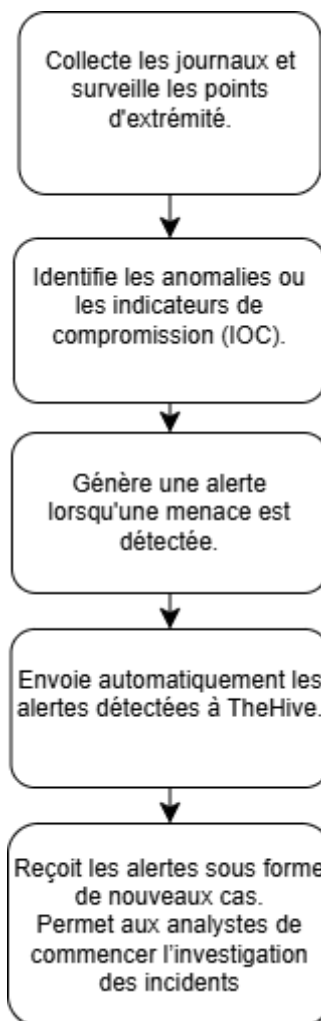 Collecte les journaux et
surveille les points
d'extrémité.
Identifie les anomalies ou
les indicateurs de
compromission (IOC).
Génère une alerte
lorsqu'une menace est
détectée.
Envoie automatiquement les
alertes détectées à TheHive.
Reçoit les alertes sous forme
de nouveaux cas.
Permet aux analystes de
commencer l'investigation
des incidents